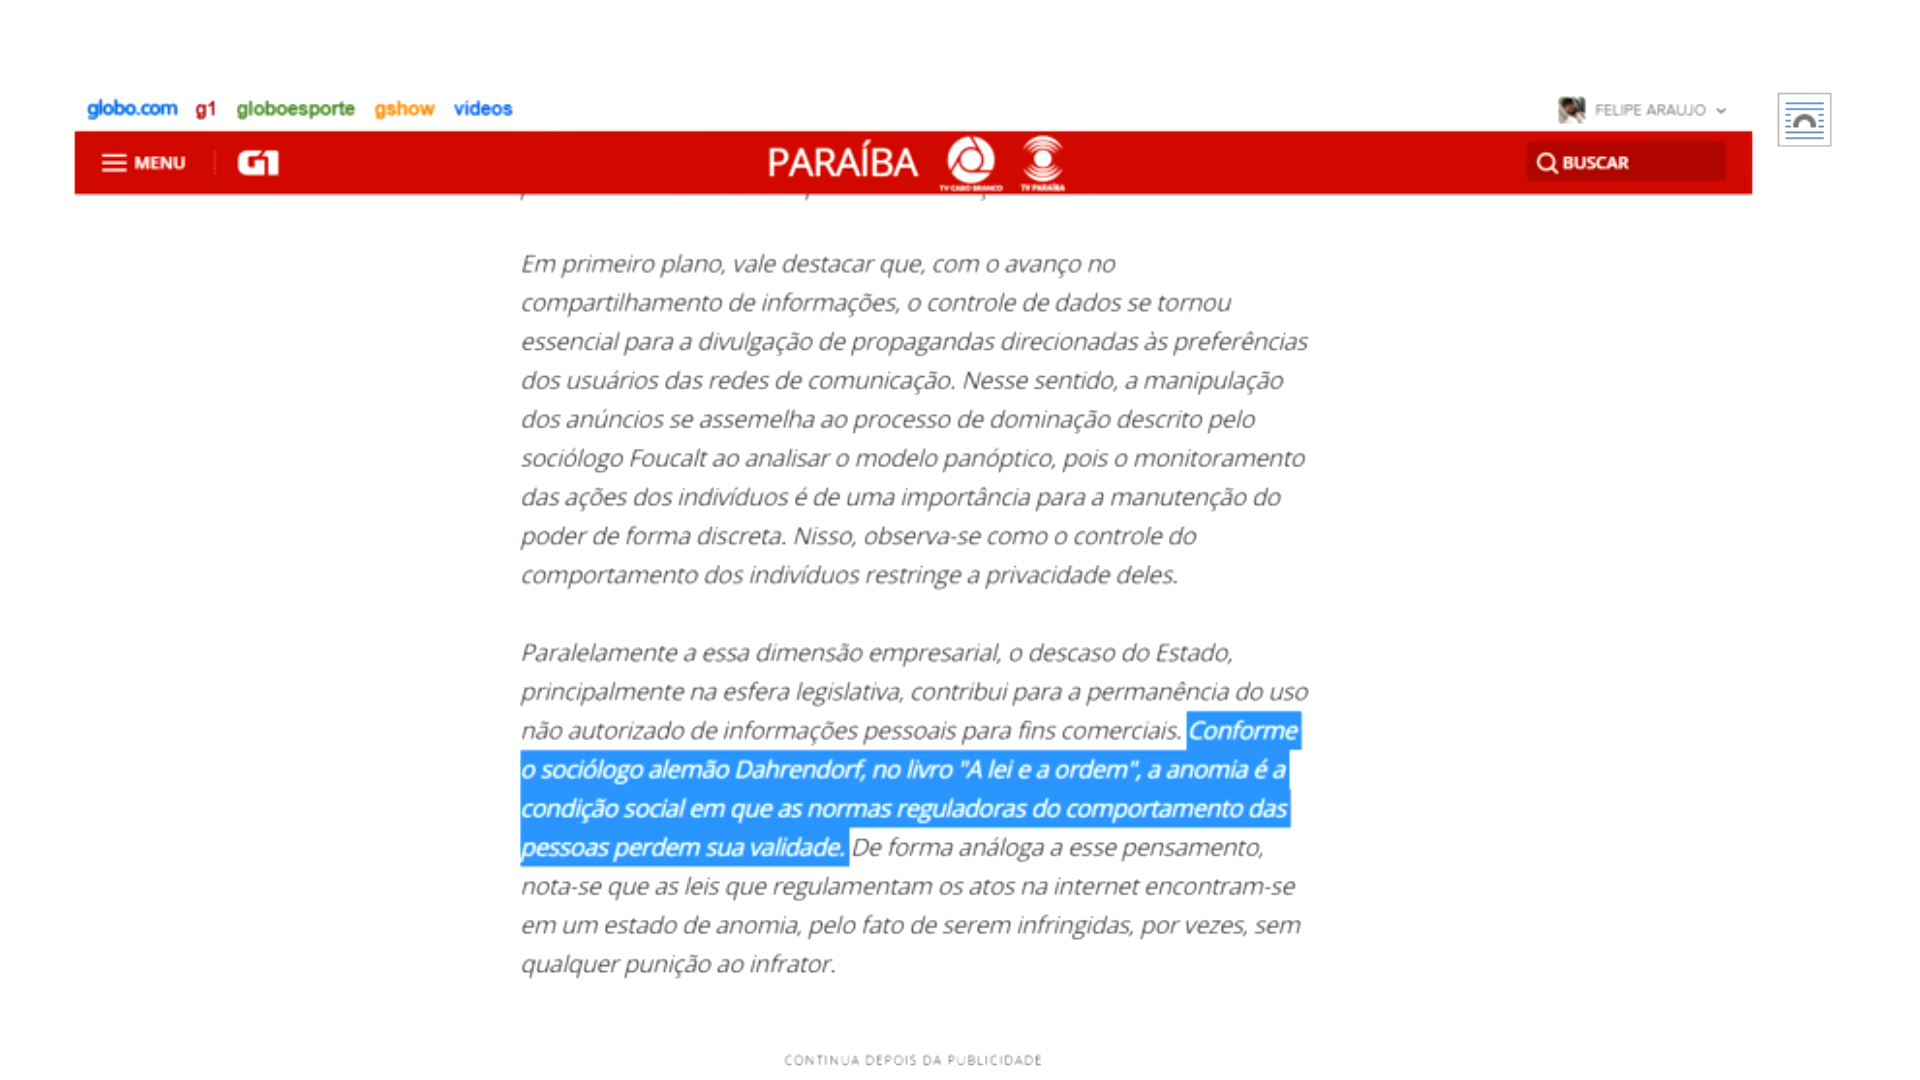 globo.com g1 globoesporte gshow videos
FELIPE ARAUJO
MENU G1 PARAÍBA TV CABO BRANCO TV PARAÍBA BUSCAR
Em primeiro plano, vale destacar que, com o avanço no
compartilhamento de informações, o controle de dados se tornou
essencial para a divulgação de propagandas direcionadas às preferências
dos usuários das redes de comunicação. Nesse sentido, a manipulação
dos anúncios se assemelha ao processo de dominação descrito pelo
sociólogo Foucalt ao analisar o modelo panóptico, pois o monitoramento
das ações dos indivíduos é de uma importância para a manutenção do
poder de forma discreta. Nisso, observa-se como o controle do
comportamento dos indivíduos restringe a privacidade deles.
Paralelamente a essa dimensão empresarial, o descaso do Estado,
principalmente na esfera legislativa, contribui para a permanência do uso
não autorizado de informações pessoais para fins comerciais. Conforme
o sociólogo alemão Dahrendorf, no livro "A lei e a ordem", a anomia é a
condição social em que as normas reguladoras do comportamento das
pessoas perdem sua validade. De forma análoga a esse pensamento,
nota-se que as leis que regulamentam os atos na internet encontram-se
em um estado de anomia, pelo fato de serem infringidas, por vezes, sem
qualquer punição ao infrator.
CONTINUA DEPOIS DA PUBLICIDADE